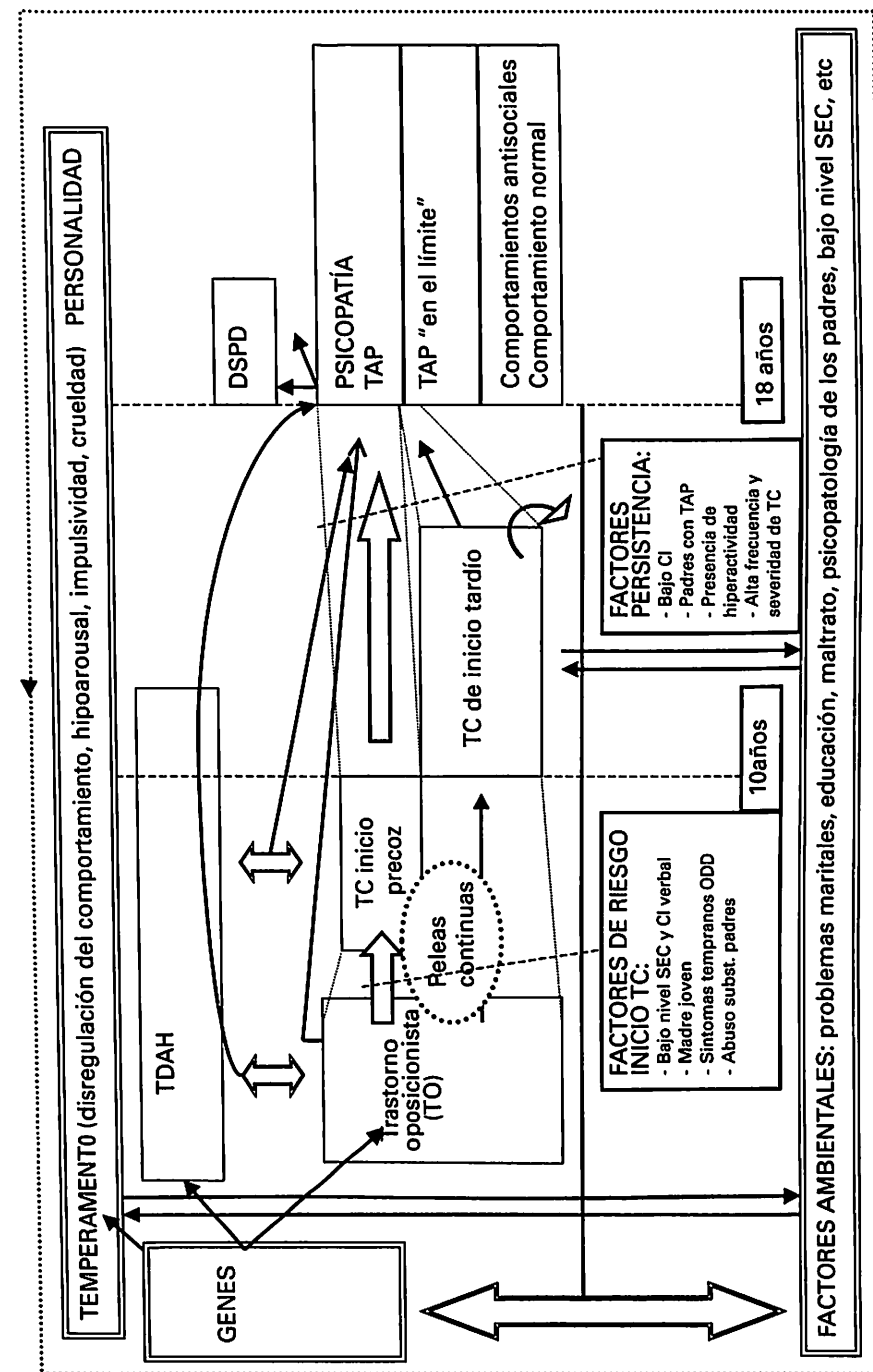 TEMPERAMENTO (disregulación del comportamiento, hipoarousal, impulsividad, crueldad) PERSONALIDAD
GENES
TDAH
DSPD
Trastorno
oposicionista
(TO)
TC inicio
precoz
Releas
continuas
TC de inicio tardío
PSICOPATÍA
TAP
TAP "en el límite"
Comportamientos antisociales
Comportamiento normal
FACTORES DE RIESGO
INICIO TC:
- Bajo nivel SEC y CI verbal
- Madre joven
- Sintomas tempranos ODD
- Abuso subst. padres
10años
FACTORES
PERSISTENCIA:
- Bajo CI
- Padres con TAP
- Presencia de
hiperactividad
- Alta frecuencia y
severidad de TC
18 años
FACTORES AMBIENTALES: problemas maritales, educación, maltrato, psicopatología de los padres, bajo nivel SEC, etc